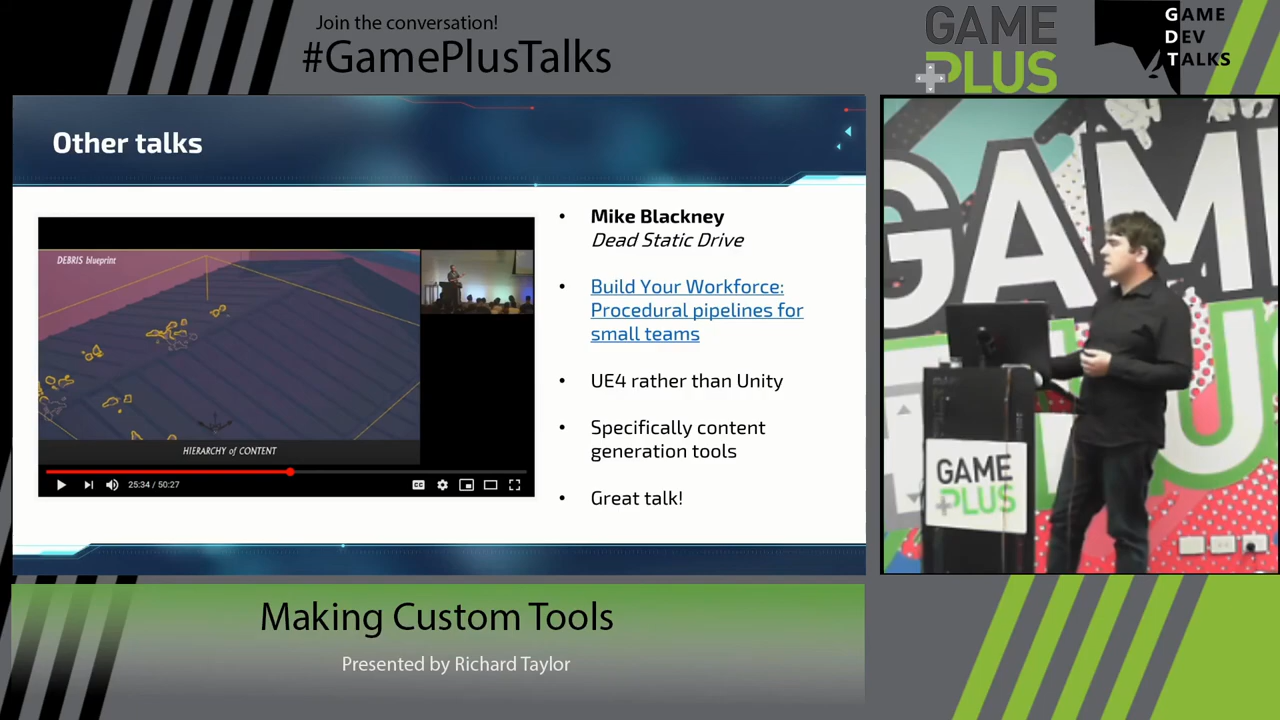 Join the conversation!
#GamePlusTalks
GAME
PLUS
GAME
DEV
TALKS
Other talks
DEBRIS blueprint
HIERARCHY of CONTENT
25:34 / 50:27
CC
• Mike Blackney
Dead Static Drive
• Build Your Workforce:
Procedural pipelines for
small teams
• UE4 rather than Unity
• Specifically content
generation tools
• Great talk!
GAM
GAME
PLUS
Making Custom Tools
Presented by Richard Taylor